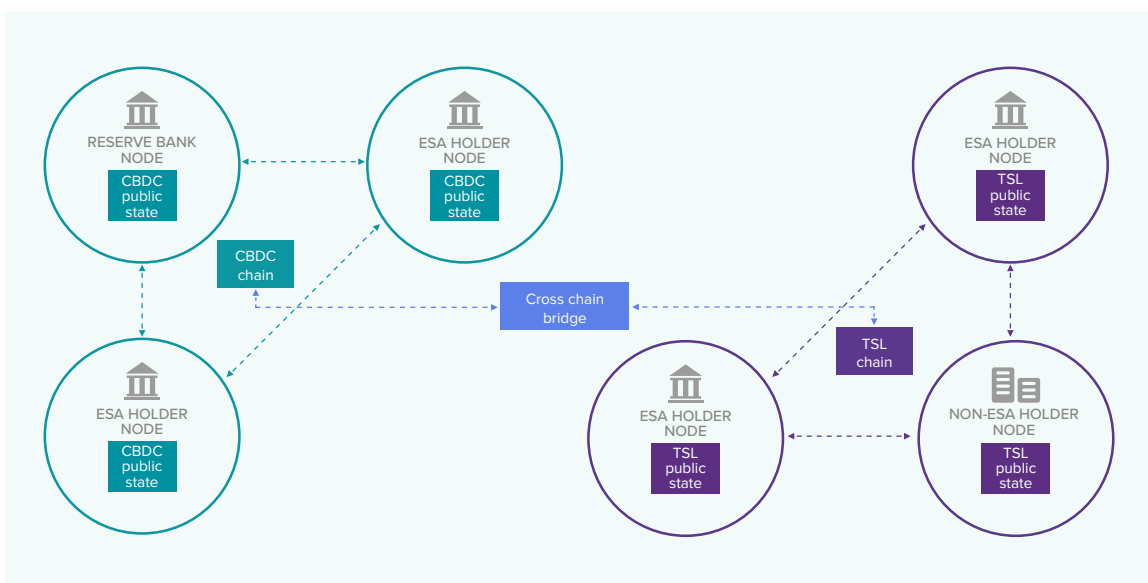 RESERVE BANK
NODE
CBDC
public
state
ESA HOLDER
NODE
CBDC
public
state
ESA HOLDER
NODE
TSL
public
state
CBDC
chain
Cross chain
bridge
TSL
chain
ESA HOLDER
NODE
CBDC
public
state
ESA HOLDER
NODE
TSL
public
state
NON-ESA HOLDER
NODE
TSL
public
state